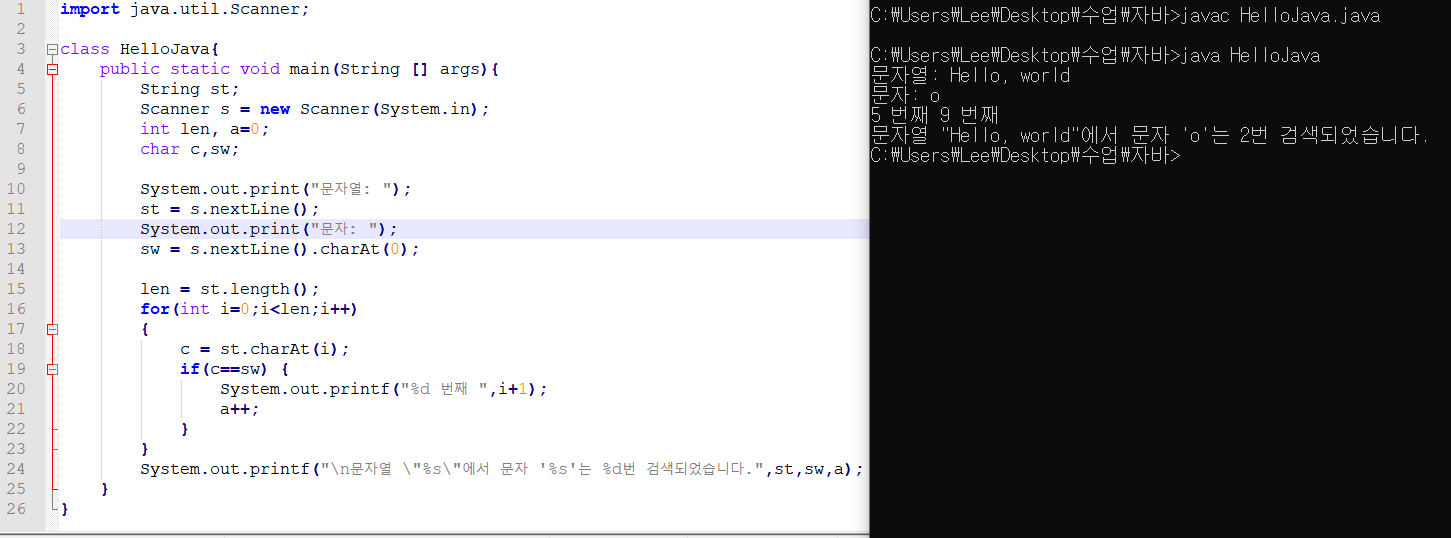 1 import java.util.Scanner;
2
3 class HelloJava{
4 public static void main(String [] args){
5 String st;
6 Scanner s = new Scanner(System.in);
7 int len, a=0;
8 char c,sw;
9
10 System.out.print("문자열: ");
11 st = s.nextLine();
12 System.out.print("문자: ");
13 sw = s.nextLine().charAt(0);
14
15 len = st.length();
16 for(int i=0;i<len;i++)
17 {
18 c = st.charAt(i);
19 if(c==sw) {
20 System.out.printf("%d 번째 ",i+1);
21 a++;
22 }
23 }
24 System.out.printf("\n문자열 \"%s\"에서 문자 '%s'는 %d번 검색되었습니다.",st,sw,a);
25 }
26 }
C:₩Users₩Lee₩Desktop₩수업₩자바>javac HelloJava.java
C:₩Users₩Lee₩Desktop₩수업₩자바>java HelloJava
문자열: Hello, world
문자: o
5 번째 9 번째
문자열 "Hello, world"에서 문자 'o'는 2번 검색되었습니다.
C:₩Users₩Lee₩Desktop₩수업₩자바>